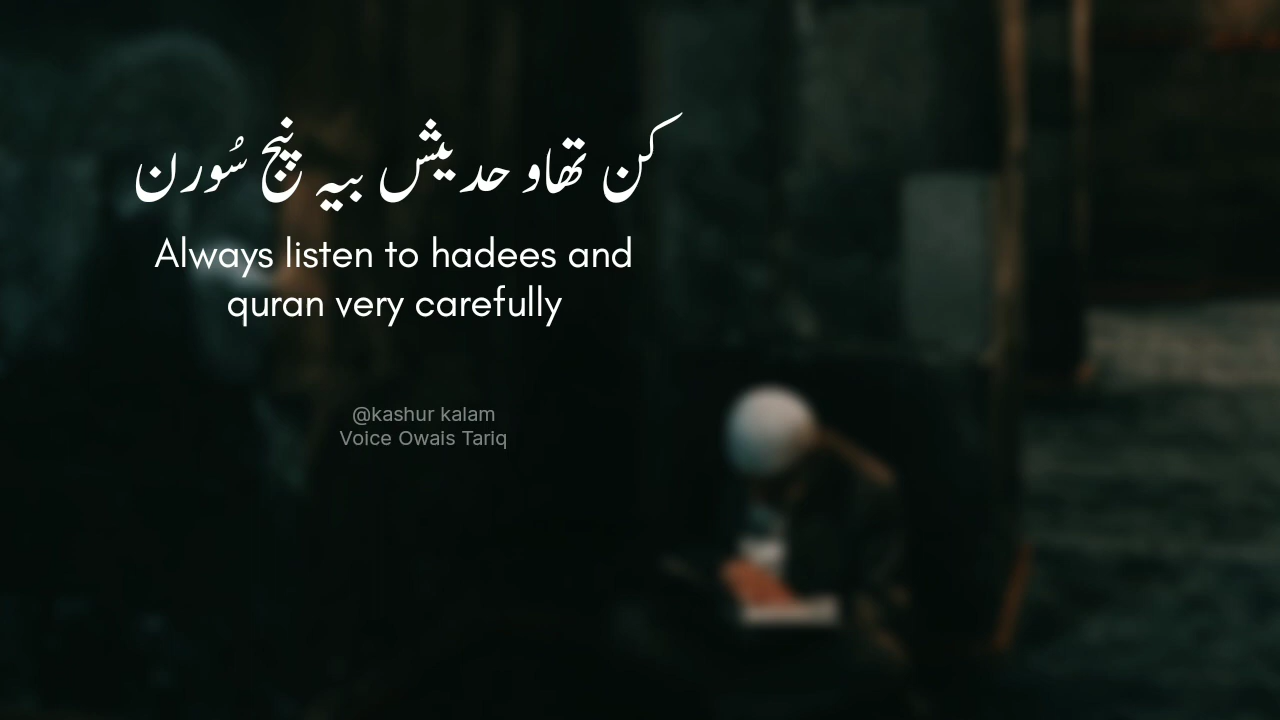 کن تھاو حدیثس بیہ پنج سُورن
Always listen to hadees and
quran very carefully
@kashur kalam
Voice Owais Tariq